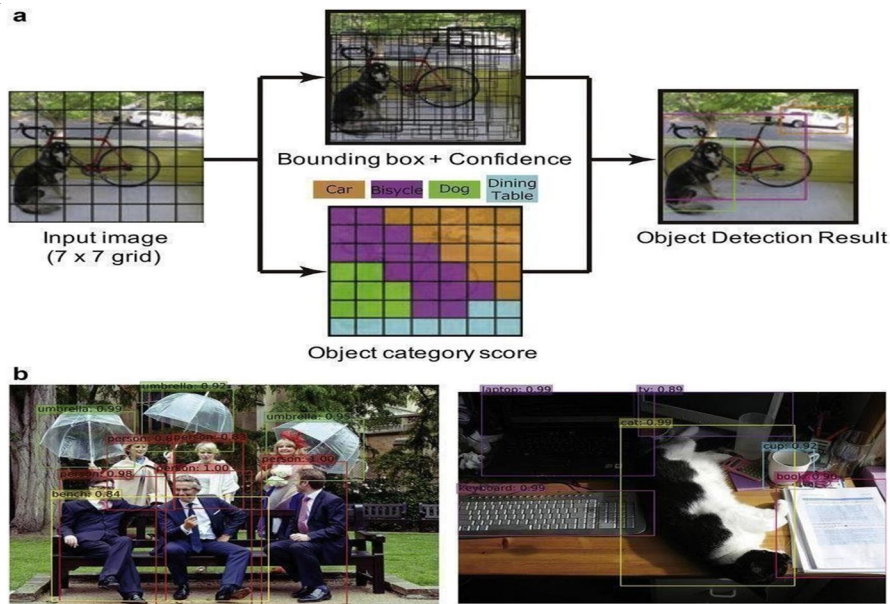 a
Bounding box + Confidence
Car
Bisycle
Dog
Dining
Table
Input image
(7 x 7 grid)
Object Detection Result
Object category score
b
umbrella: 0.92
umbrella: 0.99
umbrella: 0.95
person: 0.98
person: 1.00
person: 1.00
bench: 0.84
laptop: 0.99
tv: 0.89
cat: 0.99
cup: 0.92
keyboard: 0.99